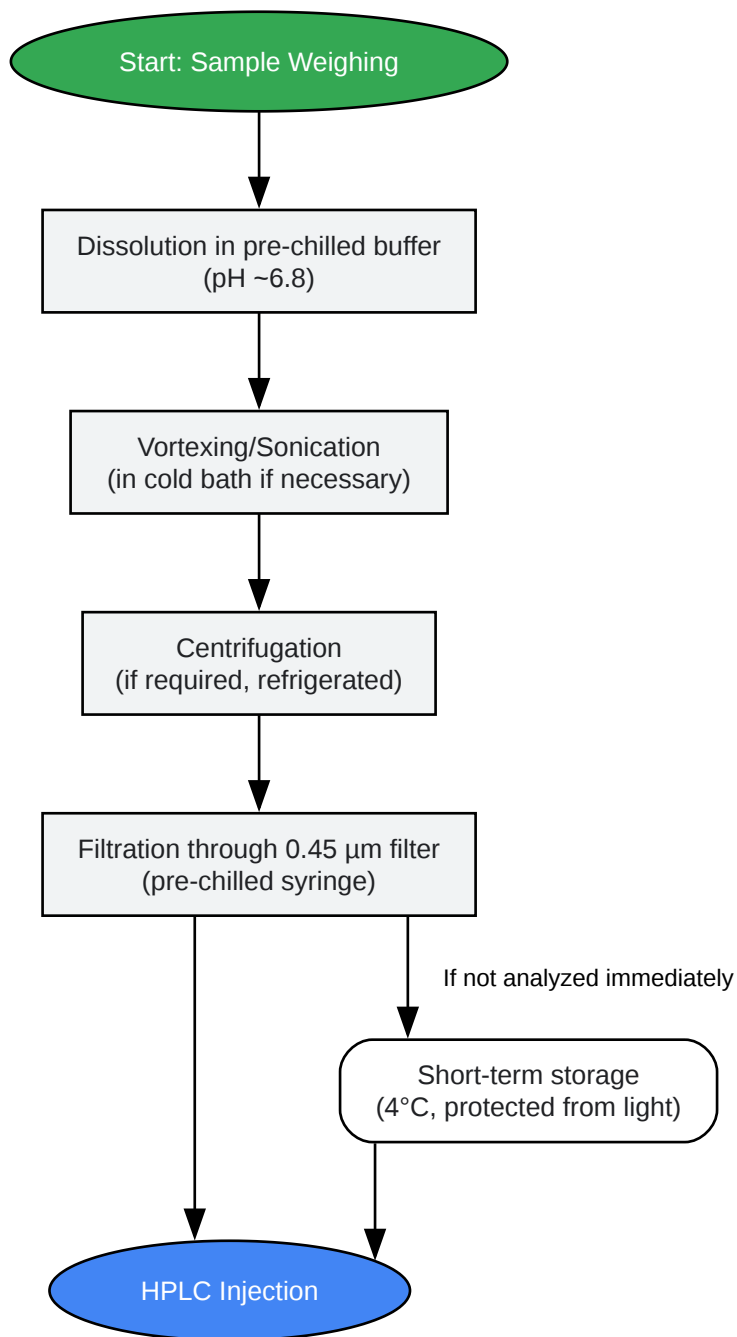 Start: Sample Weighing
Dissolution in pre-chilled buffer
(pH ~6.8)
Vortexing/Sonication
(in cold bath if necessary)
Centrifugation
(if required, refrigerated)
Filtration through 0.45 µm filter
(pre-chilled syringe)
If not analyzed immediately
Short-term storage
(4°C, protected from light)
HPLC Injection